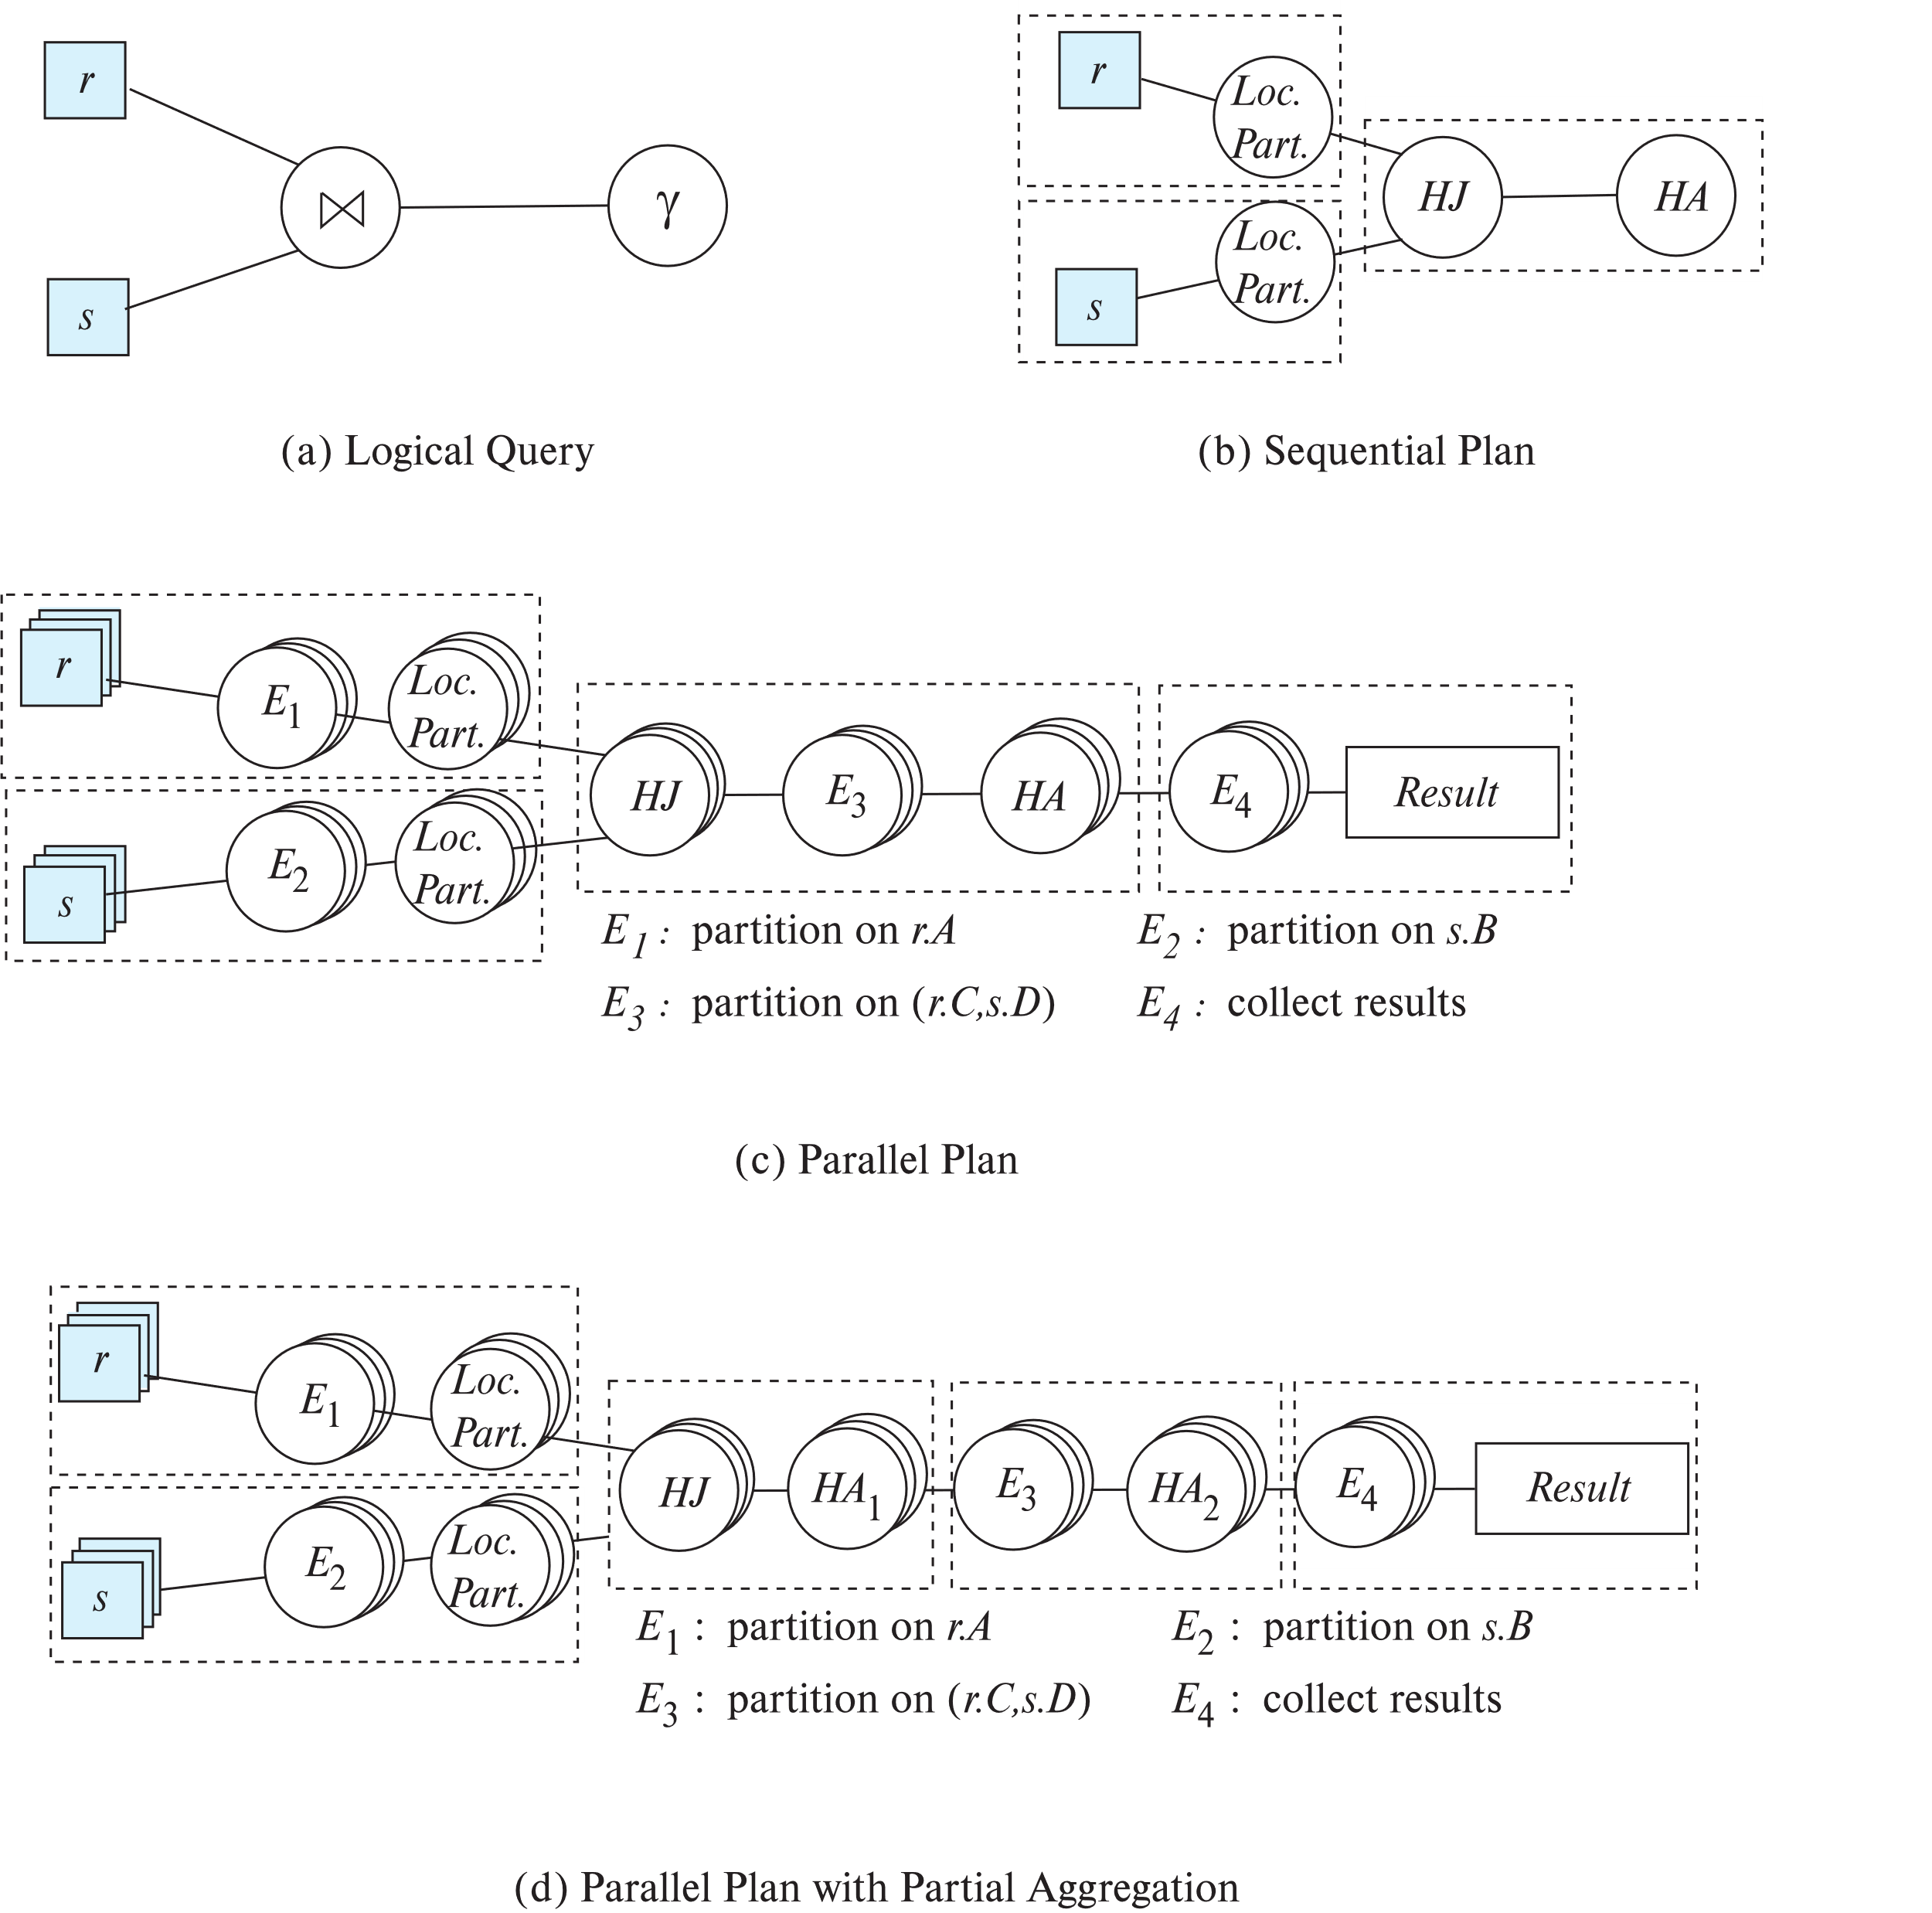 r
s
⋈
γ
(a) Logical Query
r
Loc.
Part.
s
Loc.
Part.
HJ
HA
(b) Sequential Plan
r
E1
Loc.
Part.
s
E2
Loc.
Part.
HJ
E3
HA
E4
Result
E1 : partition on r.A
E2 : partition on s.B
E3 : partition on (r.C,s.D)
E4 : collect results
(c) Parallel Plan
r
E1
Loc.
Part.
s
E2
Loc.
Part.
HJ
HA1
E3
HA2
E4
Result
E1 : partition on r.A
E2 : partition on s.B
E3 : partition on (r.C,s.D)
E4 : collect results
(d) Parallel Plan with Partial Aggregation